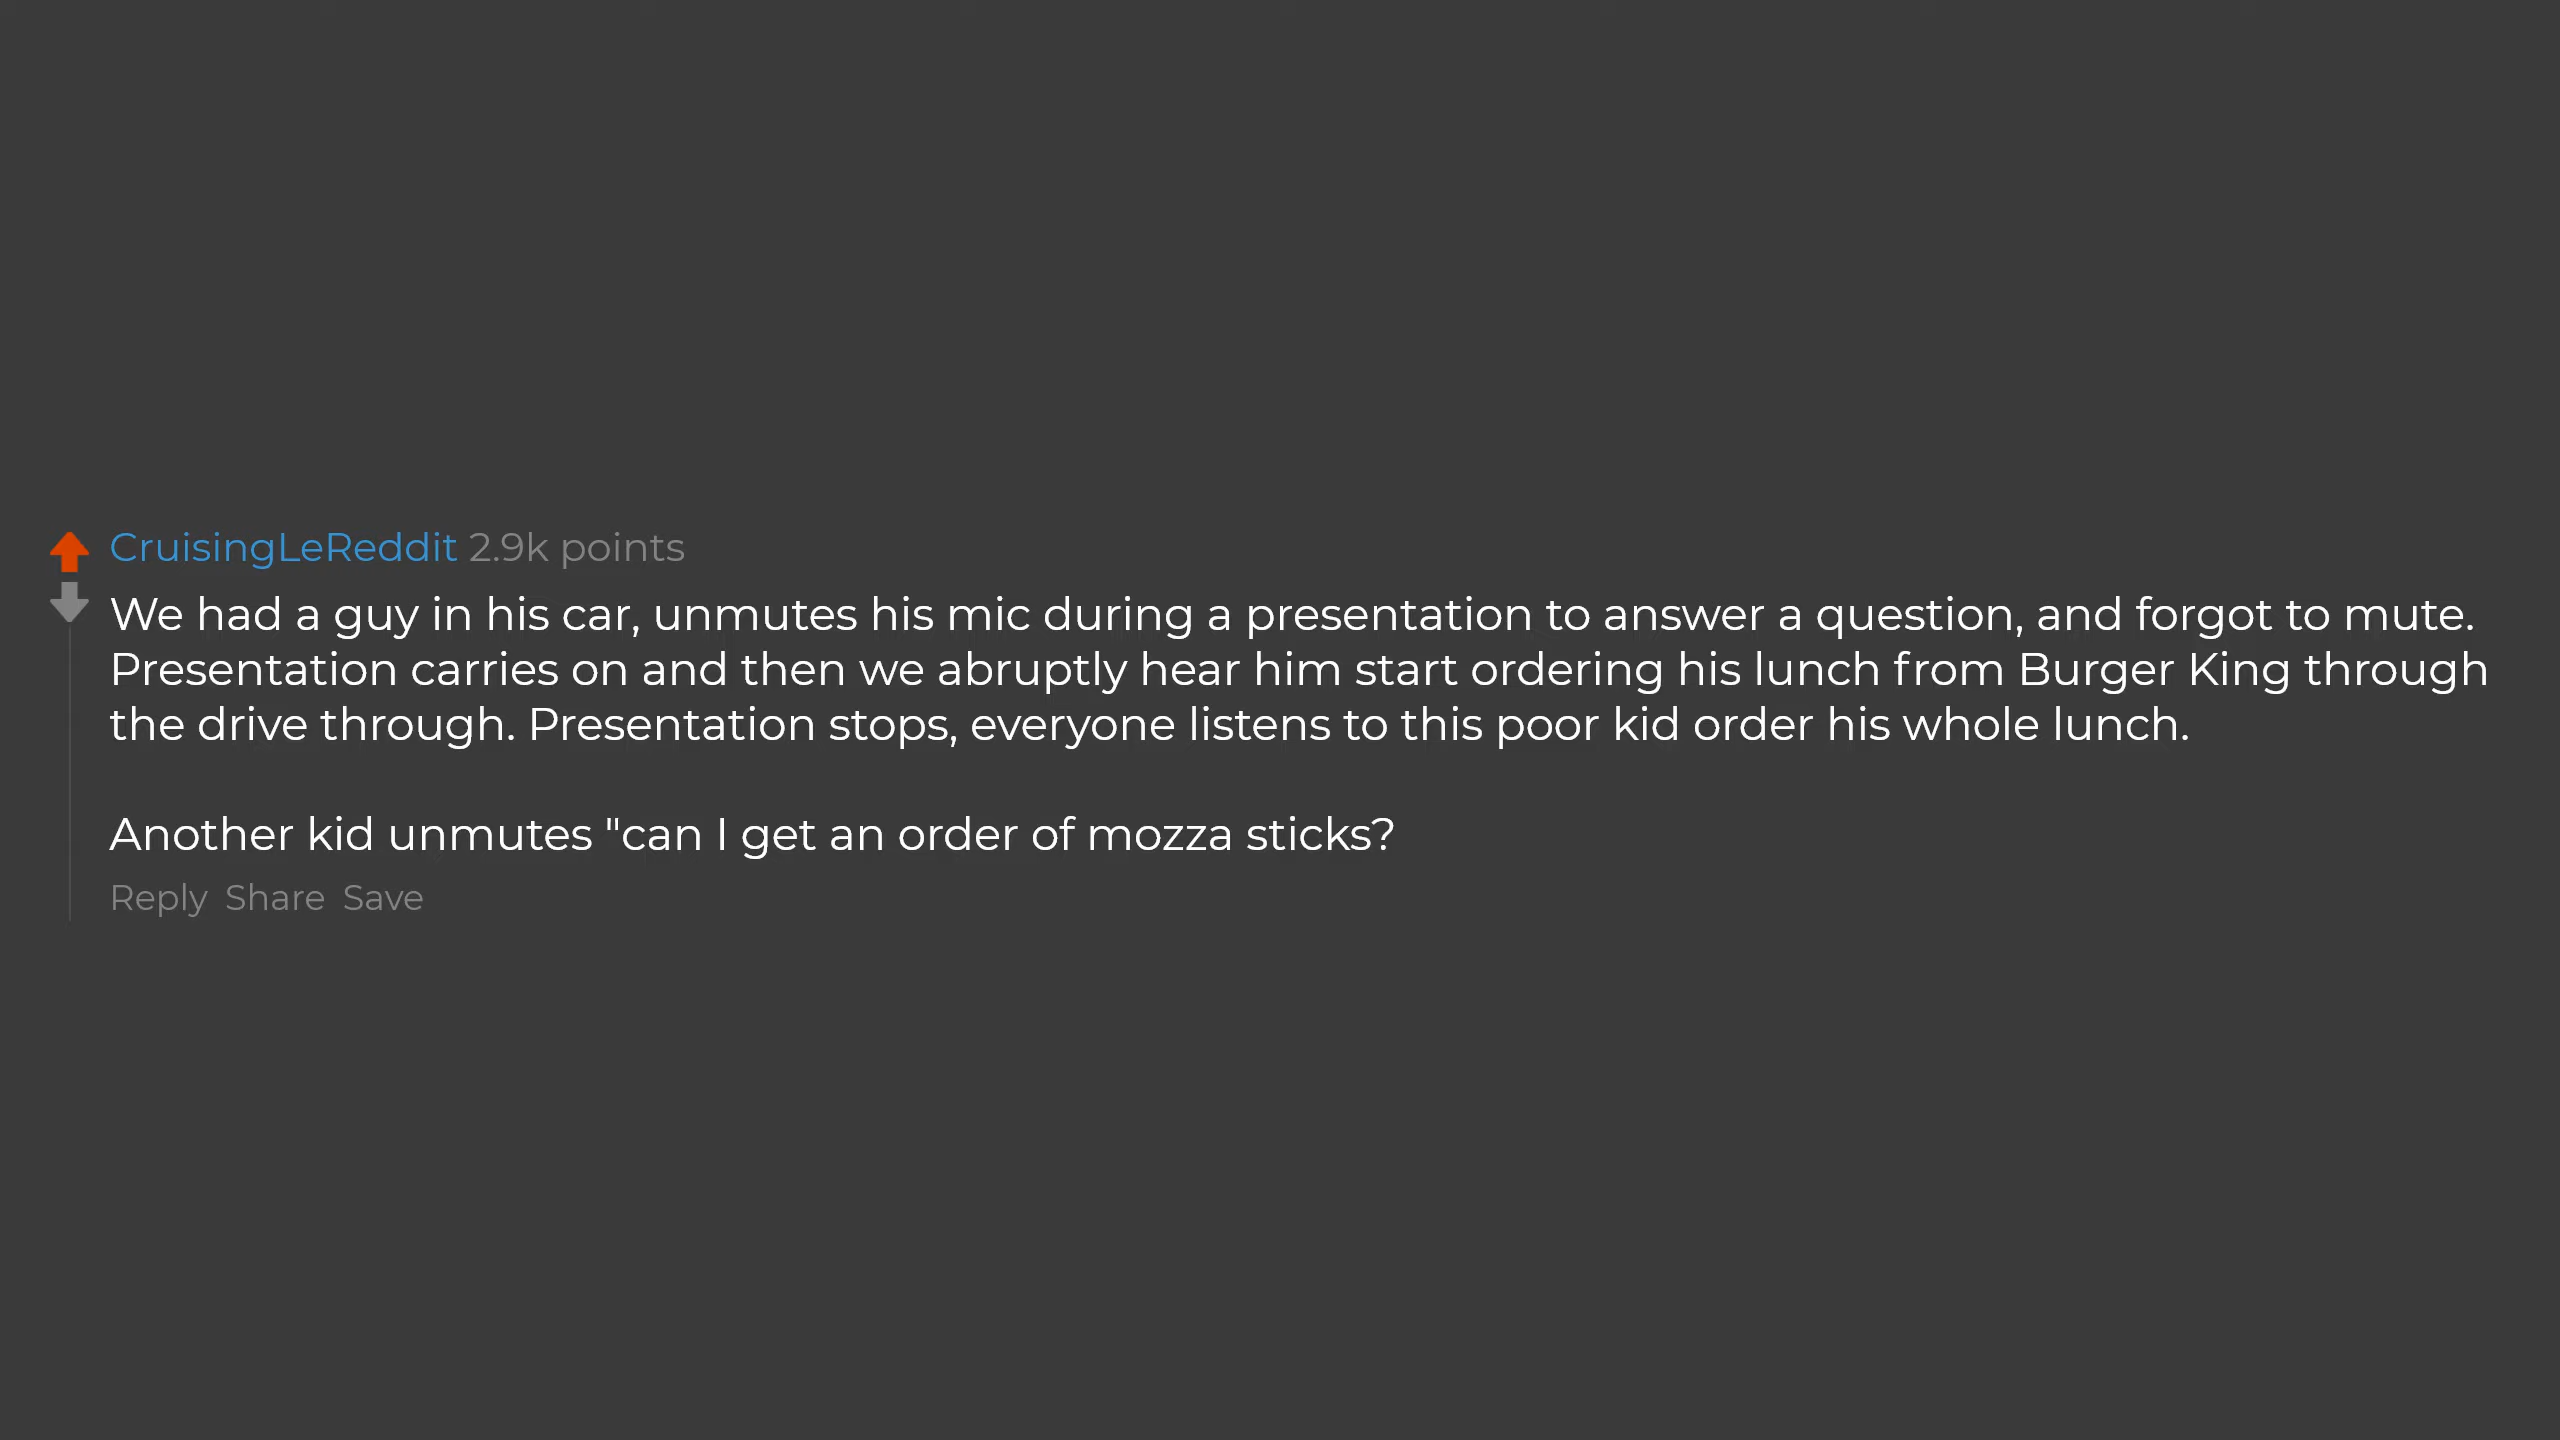 CruisingLeReddit 2.9k points
We had a guy in his car, unmutes his mic during a presentation to answer a question, and forgot to mute.
Presentation carries on and then we abruptly hear him start ordering his lunch from Burger King through
the drive through. Presentation stops, everyone listens to this poor kid order his whole lunch.
Another kid unmutes "can I get an order of mozza sticks?
Reply Share Save